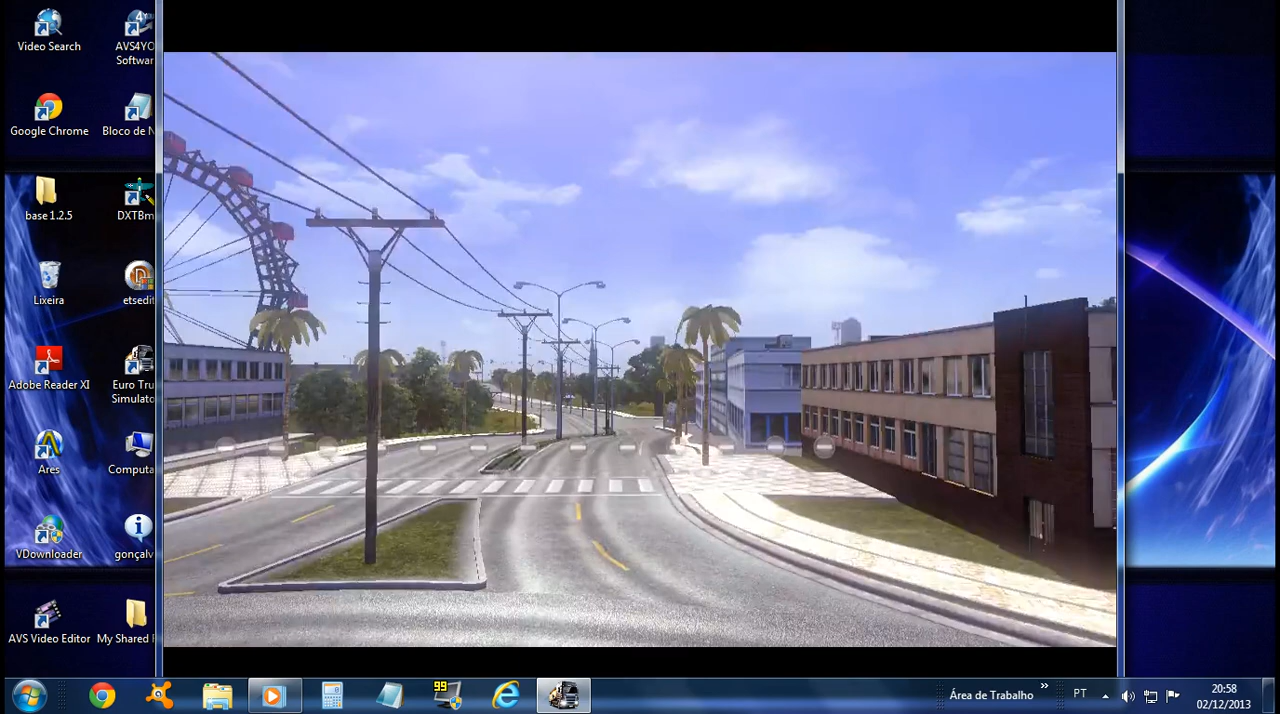 Video Search
AVS4YO
Softwar
Google Chrome
Bloco de N
base 1.2.5
DXTBm
Lixeira
etsedit
Adobe Reader XI
Euro Tru
Simulato
Ares
Computa
VDownloader
gonçalv
AVS Video Editor
My Shared F
99
Área de Trabalho
»
PT
20:58
02/12/2013